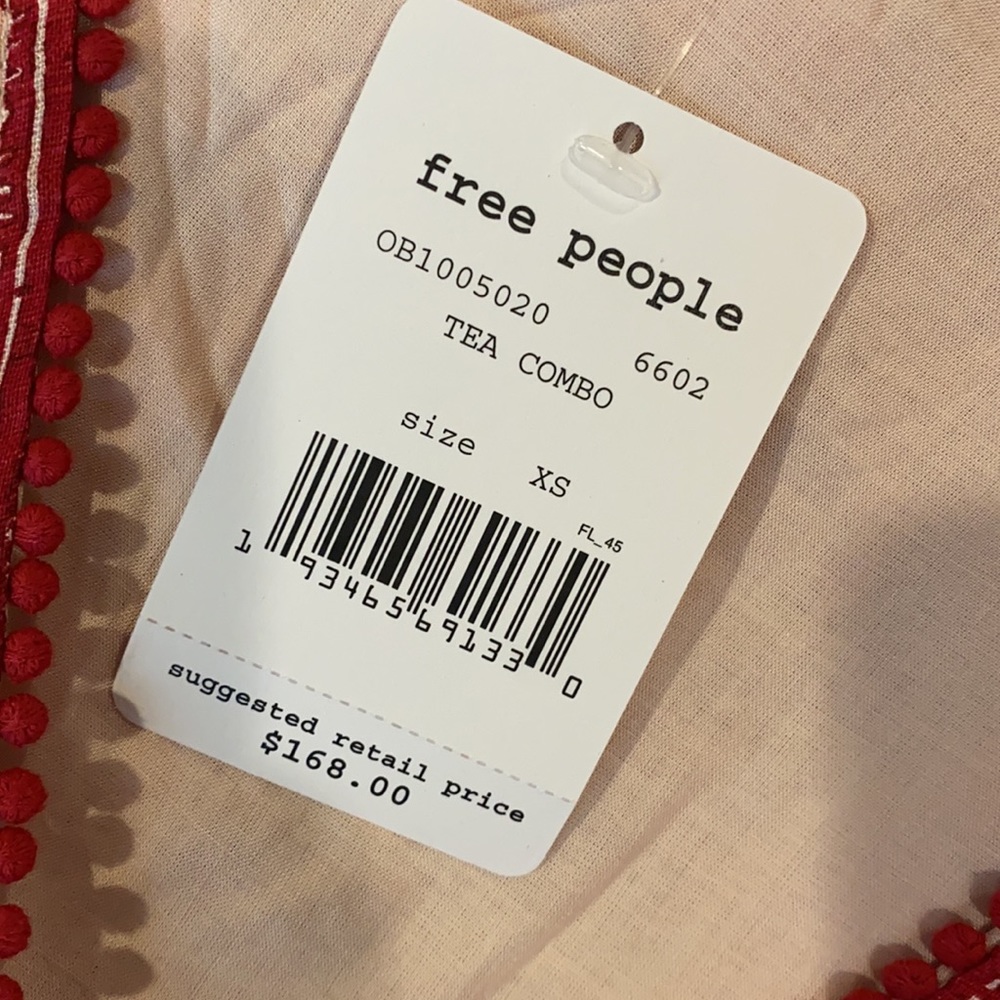 free people
OB1005020 6602
TEA COMBO
size XS
FL_45
1 93465 69133 0
suggested retail price
$168.00